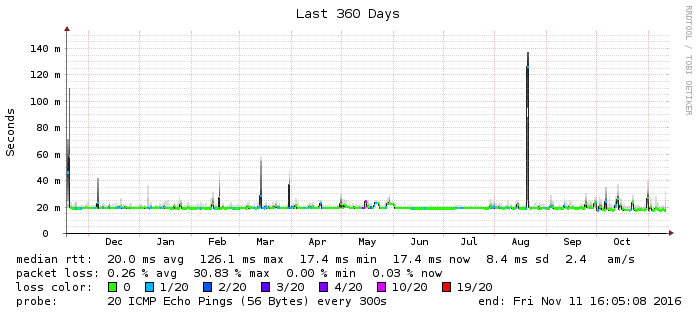 Last 360 Days
RRDTOOL / TOBI OETIKER
Seconds
140 m
120 m
100 m
80 m
60 m
40 m
20 m
0
Dec Jan Feb Mar Apr May Jun Jul Aug Sep Oct
median rtt: 20.0 ms avg 126.1 ms max 17.4 ms min 17.4 ms now 8.4 ms sd 2.4 am/s
packet loss: 0.26 % avg 30.83 % max 0.00 % min 0.03 % now
loss color: 0 1/20 2/20 3/20 4/20 10/20 19/20
probe: 20 ICMP Echo Pings (56 Bytes) every 300s end: Fri Nov 11 16:05:08 2016